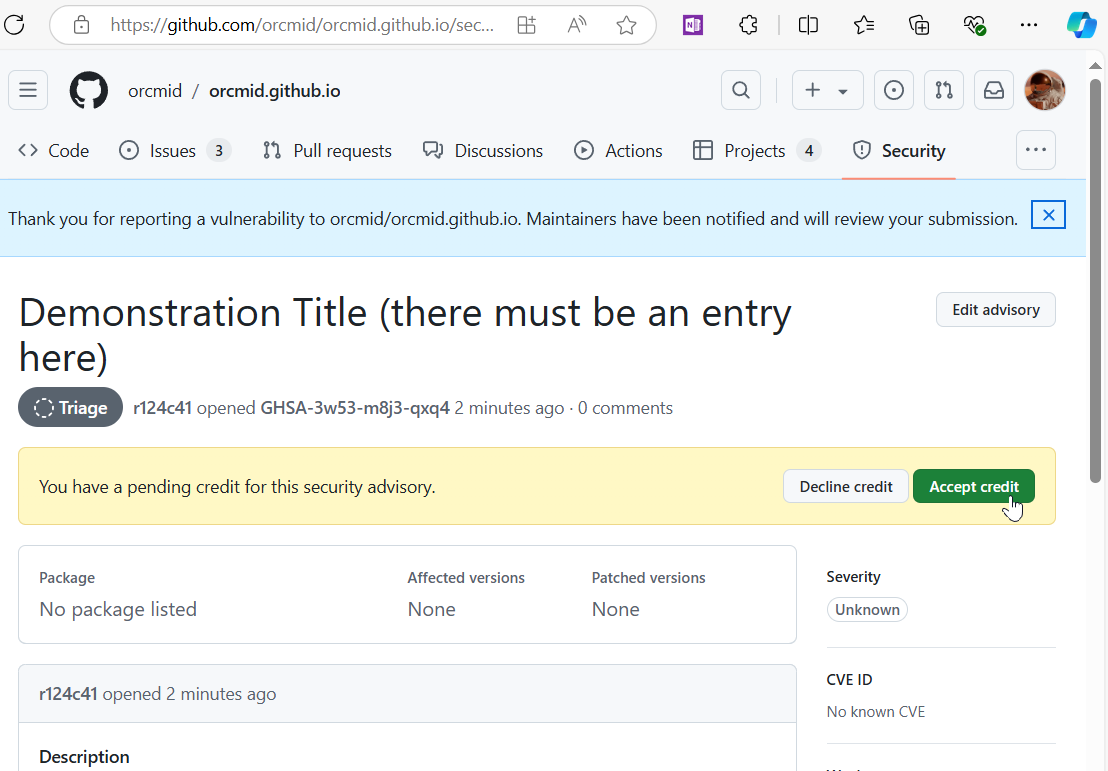 https://github.com/orcmid/orcmid.github.io/sec...
orcmid / orcmid.github.io
Code Issues 3 Pull requests Discussions Actions Projects 4 Security
Thank you for reporting a vulnerability to orcmid/orcmid.github.io. Maintainers have been notified and will review your submission.
Demonstration Title (there must be an entry
here)
Edit advisory
Triage r124c41 opened GHSA-3w53-m8j3-qxq4 2 minutes ago · 0 comments
You have a pending credit for this security advisory. Decline credit Accept credit
Package Affected versions Patched versions
No package listed None None
Severity
Unknown
CVE ID
No known CVE
r124c41 opened 2 minutes ago
Description